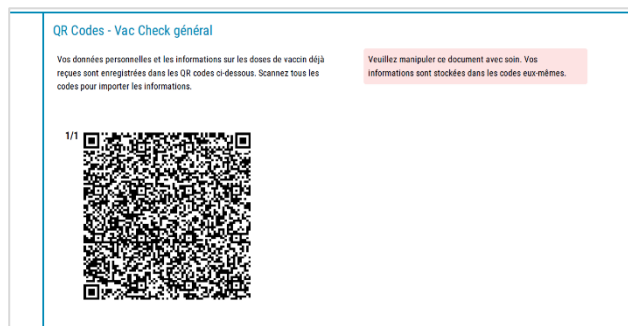 QR Codes - Vac Check général
Vos données personnelles et les informations sur les doses de vaccin déjà
reçues sont enregistrées dans les QR codes ci-dessous. Scannez tous les
codes pour importer les informations.
Veuillez manipuler ce document avec soin. Vos
informations sont stockées dans les codes eux-mêmes.
1/1